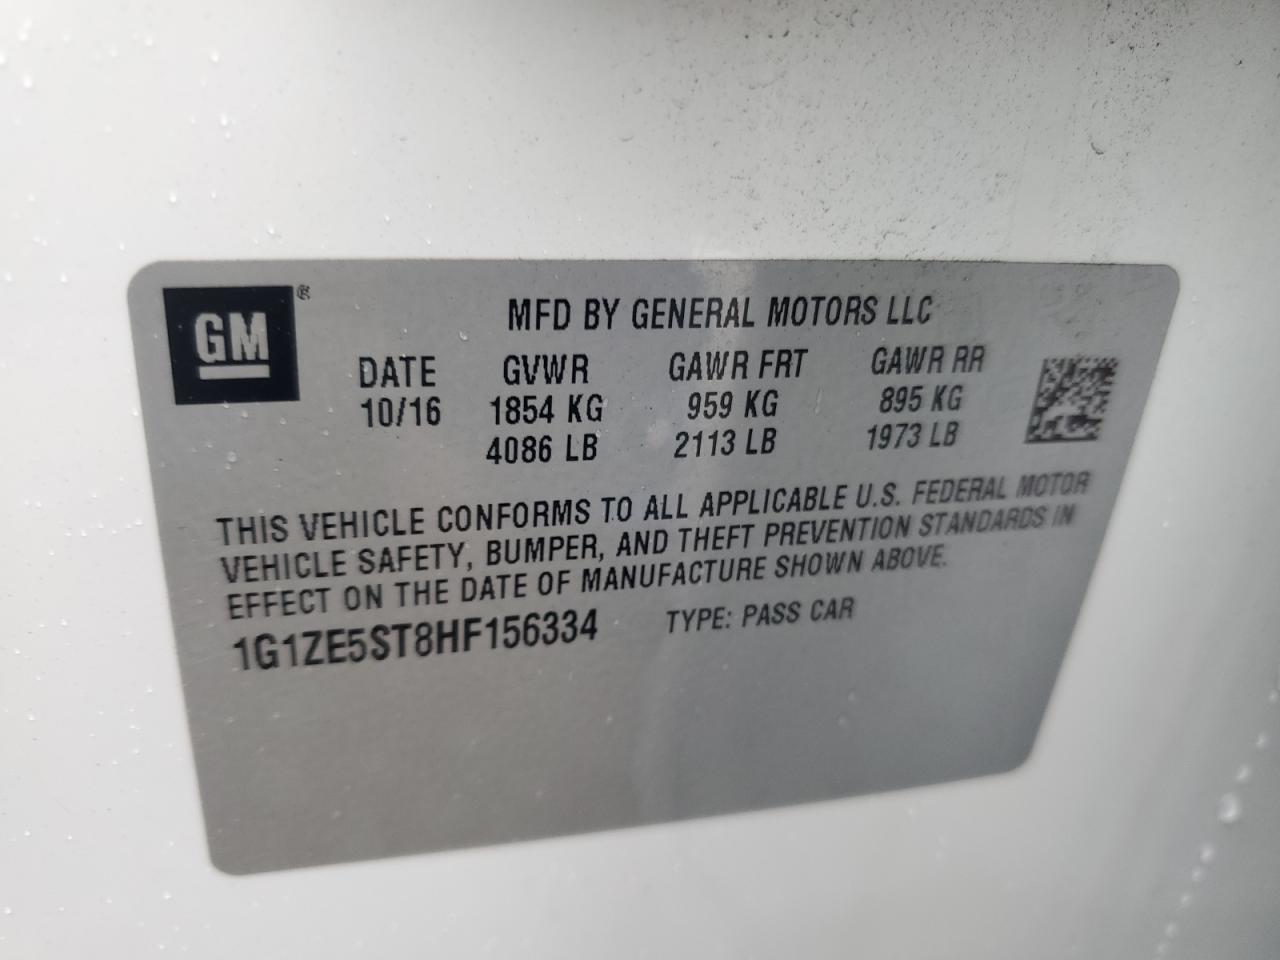 GM ®
MFD BY GENERAL MOTORS LLC
DATE GVWR GAWR FRT GAWR RR
10/16 1854 KG 959 KG 895 KG
4086 LB 2113 LB 1973 LB
THIS VEHICLE CONFORMS TO ALL APPLICABLE U.S. FEDERAL MOTOR
VEHICLE SAFETY, BUMPER, AND THEFT PREVENTION STANDARDS IN
EFFECT ON THE DATE OF MANUFACTURE SHOWN ABOVE.
1G1ZE5ST8HF156334 TYPE: PASS CAR